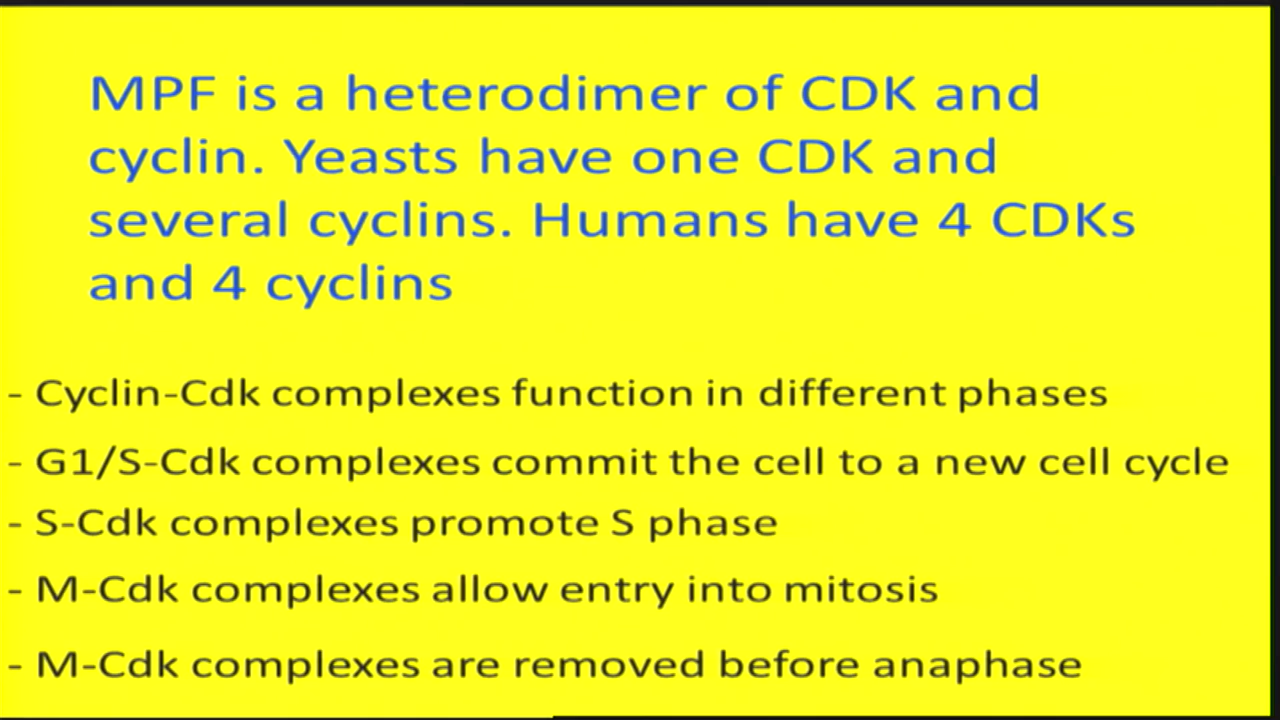 MPF is a heterodimer of CDK and
cyclin. Yeasts have one CDK and
several cyclins. Humans have 4 CDKs
and 4 cyclins
- Cyclin-Cdk complexes function in different phases
- G1/S-Cdk complexes commit the cell to a new cell cycle
- S-Cdk complexes promote S phase
- M-Cdk complexes allow entry into mitosis
- M-Cdk complexes are removed before anaphase